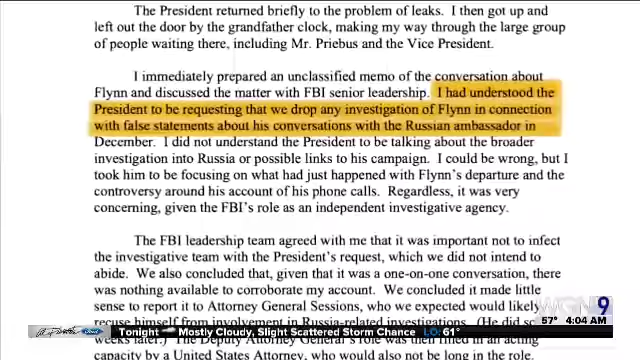 The President returned briefly to the problem of leaks. I then got up and
left out the door by the grandfather clock, making my way through the large
group of people waiting there, including Mr. Priebus and the Vice President.
I immediately prepared an unclassified memo of the conversation about
Flynn and discussed the matter with FBI senior leadership. I had understood the
President to be requesting that we drop any investigation of Flynn in connection
with false statements about his conversations with the Russian ambassador in
December. I did not understand the President to be talking about the broader
investigation into Russia or possible links to his campaign. I could be wrong, but I
took him to be focusing on what had just happened with Flynn's departure and the
controversy around his account of his phone calls. Regardless, it was very
concerning, given the FBI's role as an independent investigative agency.
The FBI leadership team agreed with me that it was important not to infect
the investigative team with the President's request, which we did not intend to
abide. We also concluded that, given that it was a one-on-one conversation, there
was nothing available to corroborate my account. We concluded it made little
sense to report it to Attorney General Sessions, who we expected would likely
recuse himself from involvement in Russia-related investigations. (He did so
weeks later.) The Deputy Attorney General's role was then filled in an acting
capacity by a United States Attorney, who would also not be long in the role.
WGN 9
Tonight Mostly Cloudy, Slight Scattered Storm Chance LO: 61°
57° 4:04 AM